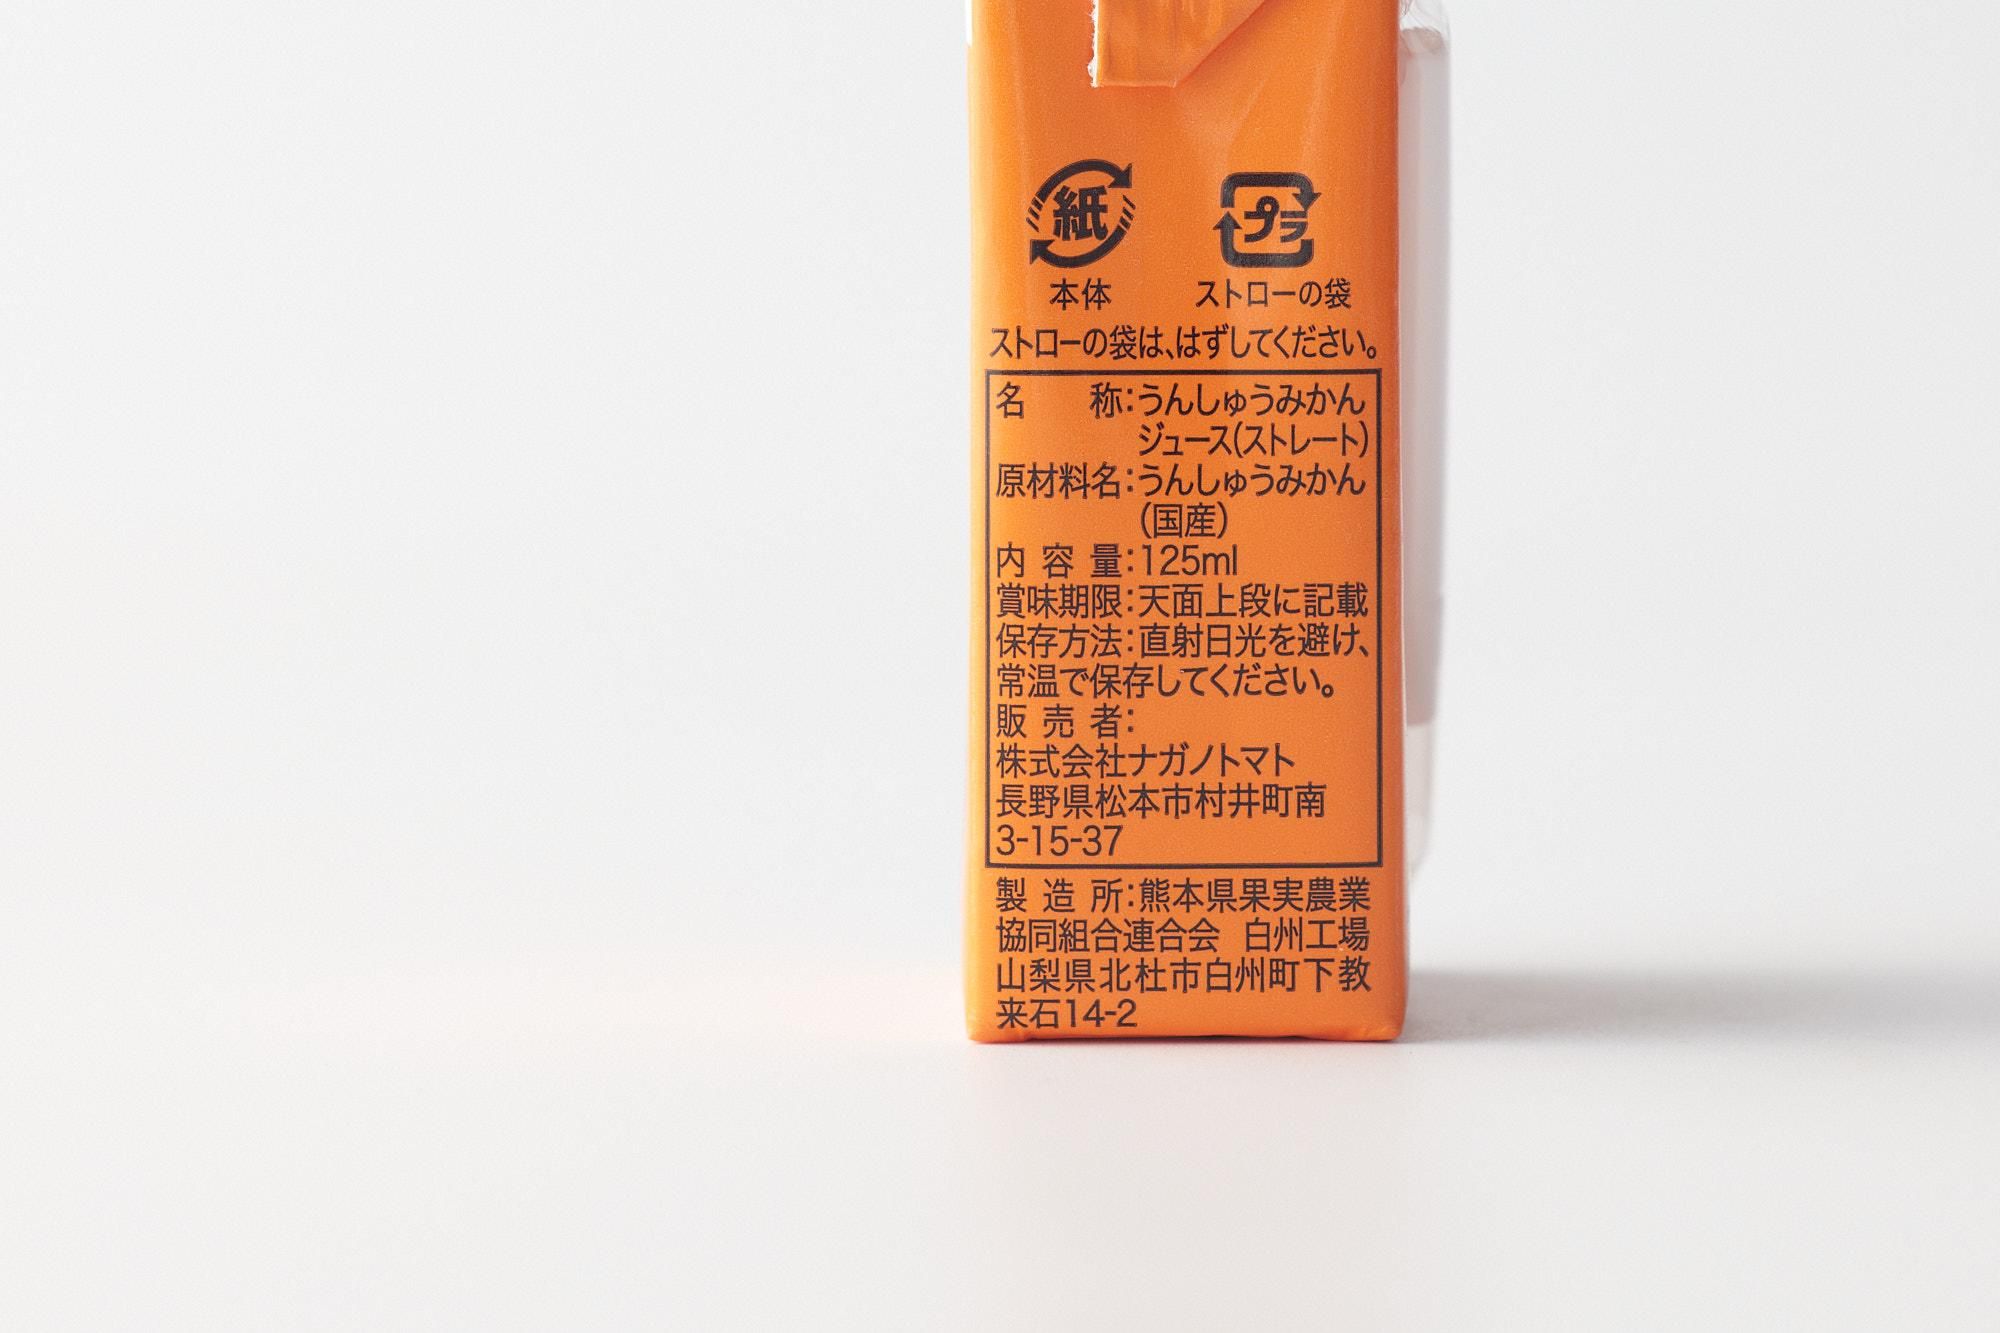 紙 プラ
本体 ストローの袋
ストローの袋は、はずしてください。
名 称:うんしゅうみかん
ジュース(ストレート)
原材料名:うんしゅうみかん
(国産)
内 容 量:125ml
賞味期限:天面上段に記載
保存方法:直射日光を避け、
常温で保存してください。
販 売 者:
株式会社ナガノトマト
長野県松本市村井町南
3-15-37
製 造 所:熊本県果実農業
協同組合連合会 白州工場
山梨県北杜市白州町下教
来石14-2